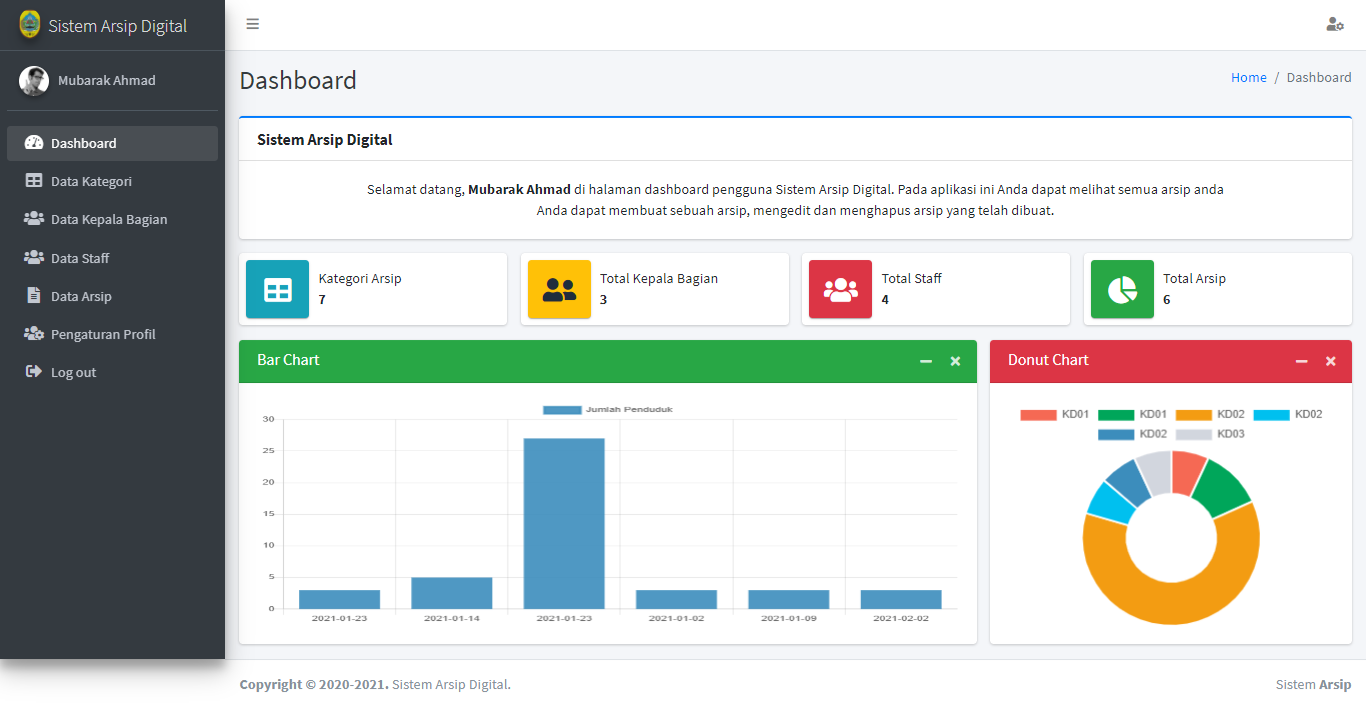 Sistem Arsip Digital
Mubarak Ahmad
Dashboard
Data Kategori
Data Kepala Bagian
Data Staff
Data Arsip
Pengaturan Profil
Log out
Dashboard
Home / Dashboard
Sistem Arsip Digital
Selamat datang, Mubarak Ahmad di halaman dashboard pengguna Sistem Arsip Digital. Pada aplikasi ini Anda dapat melihat semua arsip anda
Anda dapat membuat sebuah arsip, mengedit dan menghapus arsip yang telah dibuat.
Kategori Arsip
7
Total Kepala Bagian
3
Total Staff
4
Total Arsip
6
Bar Chart
Jumlah Penduduk
30
25
20
15
10
5
0
2021-01-23 2021-01-14 2021-01-23 2021-01-02 2021-01-09 2021-02-02
Donut Chart
KD01 KD01 KD02 KD02
KD02 KD03
Copyright © 2020-2021. Sistem Arsip Digital.
Sistem Arsip